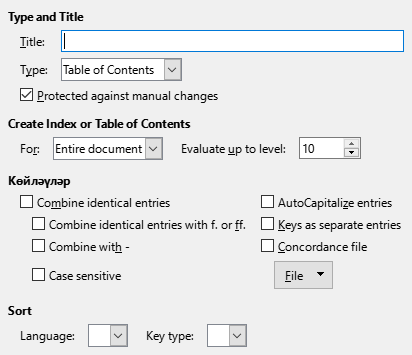 Type and Title
Title:
Type: Table of Contents
Protected against manual changes
Create Index or Table of Contents
For: Entire document Evaluate up to level: 10
Көйләүләр
Combine identical entries AutoCapitalize entries
Combine identical entries with f. or ff. Keys as separate entries
Combine with - Concordance file
Case sensitive File
Sort
Language: Key type: